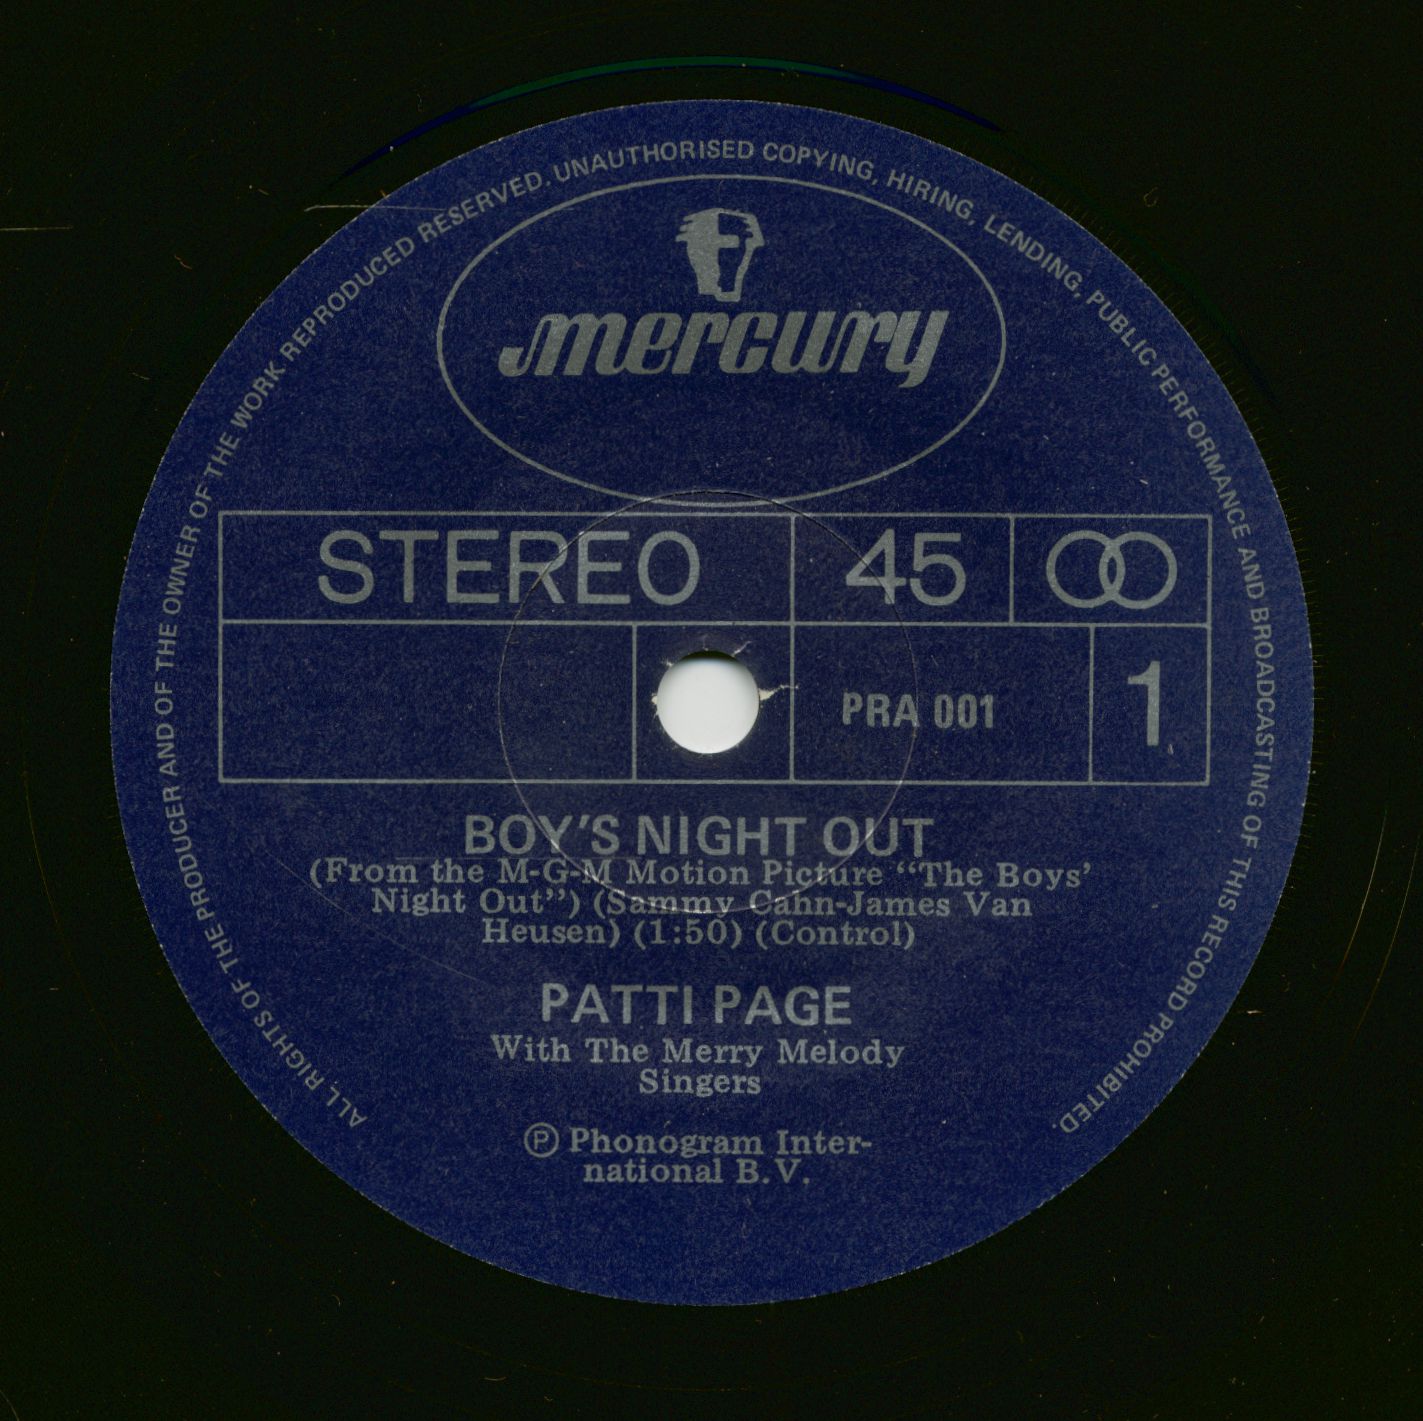 ALL RIGHTS OF THE PRODUCER AND OF THE OWNER OF THE WORK REPRODUCED RESERVED. UNAUTHORISED COPYING, HIRING, LENDING, PUBLIC PERFORMANCE AND BROADCASTING OF THIS RECORD PROHIBITED.
mercury
STEREO 45
PRA 001 1
BOY'S NIGHT OUT
(From the M-G-M Motion Picture “The Boys’
Night Out”) (Sammy Cahn-James Van
Heusen) (1:50) (Control)
PATTI PAGE
With The Merry Melody
Singers
Ⓟ Phonogram Inter-
national B.V.